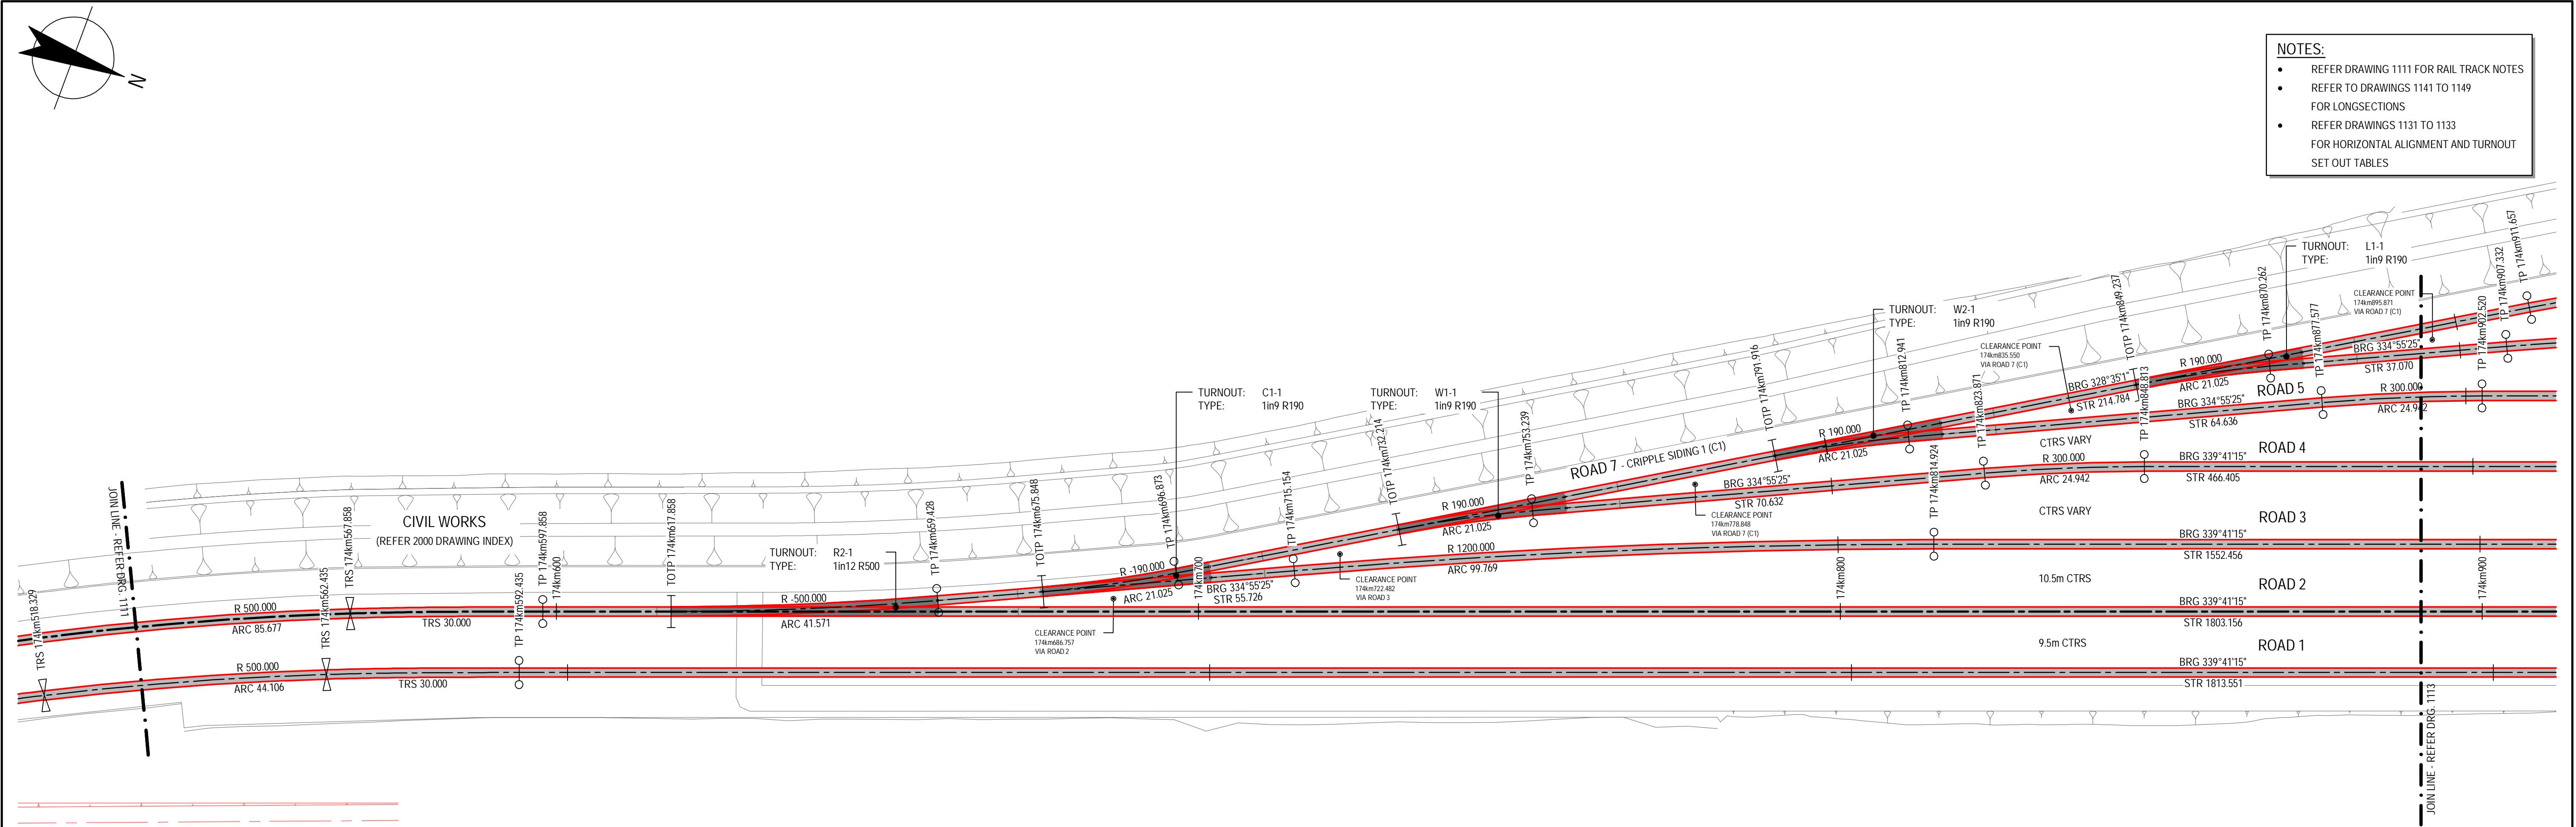 N
NOTES:
• REFER DRAWING 1111 FOR RAIL TRACK NOTES
• REFER TO DRAWINGS 1141 TO 1149
FOR LONGSECTIONS
• REFER DRAWINGS 1131 TO 1133
FOR HORIZONTAL ALIGNMENT AND TURNOUT
SET OUT TABLES
JOIN LINE - REFER DRG. 1111
CIVIL WORKS
(REFER 2000 DRAWING INDEX)
TRS 174km518.329
TRS 174km562.435
TRS 174km567.858
TP 174km592.435
TP 174km597.858
174km600
TOTP 174km617.858
R 500.000
ARC 85.677
TRS 30.000
R 500.000
ARC 44.106
TRS 30.000
TURNOUT: R2-1
TYPE: 1in12 R500
R -500.000
ARC 41.571
TP 174km659.428
TOTP 174km675.848
CLEARANCE POINT
174km686.757
VIA ROAD 2
TP 174km696.873
174km700
R -190.000
ARC 21.025
TURNOUT: C1-1
TYPE: 1in9 R190
BRG 334°55'25"
STR 55.726
TP 174km715.154
CLEARANCE POINT
174km722.482
VIA ROAD 3
TOTP 174km732.214
TURNOUT: W1-1
TYPE: 1in9 R190
R 190.000
ARC 21.025
R 1200.000
ARC 99.769
TP 174km753.239
ROAD 7 - CRIPPLE SIDING 1 (C1)
BRG 334°55'25"
STR 70.632
CLEARANCE POINT
174km778.848
VIA ROAD 7 (C1)
TOTP 174km791.916
174km800
R 190.000
ARC 21.025
TURNOUT: W2-1
TYPE: 1in9 R190
TP 174km812.941
TP 174km814.924
TP 174km823.871
CLEARANCE POINT
174km835.550
VIA ROAD 7 (C1)
BRG 328°35'1"
STR 214.784
CTRS VARY
R 300.000
ARC 24.942
CTRS VARY
10.5m CTRS
9.5m CTRS
TOTP 174km849.237
TP 174km848.813
R 190.000
ARC 21.025
BRG 334°55'25"
STR 64.636
TP 174km870.262
TP 174km877.577
TURNOUT: L1-1
TYPE: 1in9 R190
CLEARANCE POINT
174km895.871
VIA ROAD 7 (C1)
BRG 334°55'25"
STR 37.070
ROAD 5
R 300.000
ARC 24.942
ROAD 4
BRG 339°41'15"
STR 466.405
ROAD 3
BRG 339°41'15"
STR 1552.456
ROAD 2
BRG 339°41'15"
STR 1803.156
ROAD 1
BRG 339°41'15"
STR 1813.551
174km900
TP 174km902.520
TP 174km907.332
TP 174km911.657
JOIN LINE - REFER DRG. 1113